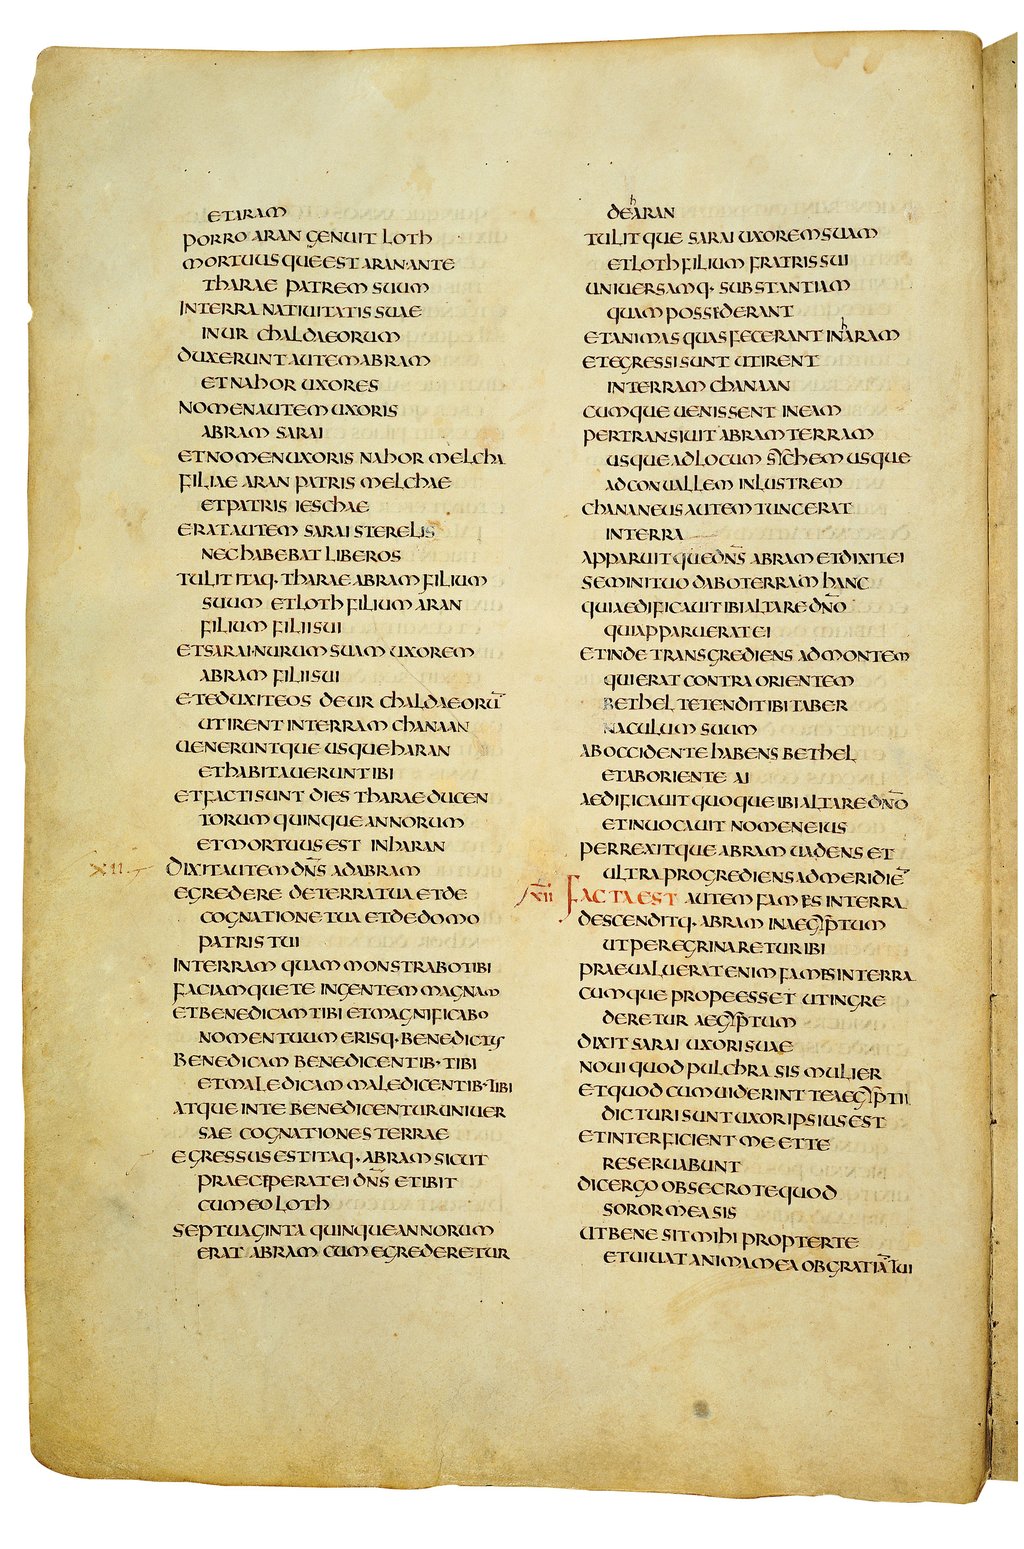 ET ARAM
PORRO ARAN GENUIT LOTH
MORTUUSQUE EST ARAN ANTE
THARAE PATREM SUUM
IN TERRA NATIUITATIS SUAE
IN UR CHALDAEORUM
DUXERUNT AUTEM ABRAM
ET NAHOR UXORES
NOMEN AUTEM UXORIS
ABRAM SARAI
ET NOMEN UXORIS NAHOR MELCHA
FILIAE ARAN PATRIS MELCHAE
ET PATRIS IESCHAE
ERAT AUTEM SARAI STERELIS
NEC HABEBAT LIBEROS
TULIT ITAQ· THARAE ABRAM FILIUM
SUUM ET LOTH FILIUM ARAN
FILIUM FILII SUI
ET SARAI·NURUM SUAM UXOREM
ABRAM FILII SUI
ET EDUXIT EOS DE UR CHALDAEORŪ
UT IRENT IN TERRAM CHANAAN
UENERUNTQUE USQUE HARAN
ET HABITAUERUNT IBI
ET FACTI SUNT DIES THARAE DUCEN
TORUM QUINQUE ANNORUM
ET MORTUUS EST IN HARAN
XII. DIXIT AUTEM DN̄S AD ABRAM
EGREDERE DE TERRA TUA ET DE
COGNATIONE TUA ET DE DOMO
PATRIS TUI
IN TERRAM QUAM MONSTRABO TIBI
FACIAMQUE TE IN GENTEM MAGNAM
ET BENEDICAM TIBI ET MAGNIFICABO
NOMEN TUUM ERISQ· BENEDICTUS
BENEDICAM BENEDICENTIB· TIBI
ET MALEDICAM MALEDICENTIB· TIBI
ATQUE IN TE BENEDICENTUR UNIUER
SAE COGNATIONES TERRAE
EGRESSUS EST ITAQ· ABRAM SICUT
PRAECEPERAT EI DN̄S ET IBIT
CUM EO LOTH
SEPTUAGINTA QUINQUE ANNORUM
ERAT ABRAM CUM EGREDERETUR
DE hARAN
TULITQUE SARAI UXOREM SUAM
ET LOTH FILIUM FRATRIS SUI
UNIUERSAMQ· SUBSTANTIAM
QUAM POSSEDERANT
ET ANIMAS QUAS FECERANT IN hARAM
ET EGRESSI SUNT UT IRENT
IN TERRAM CHANAAN
CUMQUE UENISSENT IN EAM
PERTRANSIUIT ABRAM TERRAM
USQUE AD LOCUM SYCHEM USQUE
AD CONUALLEM INLUSTREM
CHANANEUS AUTEM TUNC ERAT
IN TERRA
APPARUITQUE DN̄S ABRAM ET DIXIT EI
SEMINI TUO DABO TERRAM HANC
QUI AEDIFICAUIT IBI ALTARE DN̄O
QUI APPARUERAT EI
ET INDE TRANSGREDIENS AD MONTEM
QUI ERAT CONTRA ORIENTEM
BETHEL TETENDIT IBI TABER
NACULUM SUUM
AB OCCIDENTE HABENS BETHEL
ET AB ORIENTE AI
AEDIFICAUIT QUOQUE IBI ALTARE DN̄O
ET INUOCAUIT NOMEN EIUS
PERREXITQUE ABRAM UADENS ET
ULTRA PROGREDIENS AD MERIDIĒ
XII FACTA EST AUTEM FAMES IN TERRA
DESCENDITQ· ABRAM IN AEGYPTUM
UT PEREGRINARETUR IBI
PRAEUALUERAT ENIM FAMES IN TERRA
CUMQUE PROPE ESSET UT INGRE
DERETUR AEGYPTUM
DIXIT SARAI UXORI SUAE
NOUI QUOD PULCHRA SIS MULIER
ET QUOD CUM UIDERINT TE AEGYPTII
DICTURI SUNT UXOR IPSIUS EST
ET INTERFICIENT ME ET TE
RESERUABUNT
DIC ERGO OBSECRO TE QUOD
SOROR MEA SIS
UT BENE SIT MIHI PROPTER TE
ET UIUAT ANIMA MEA OB GRATIĀ TUI